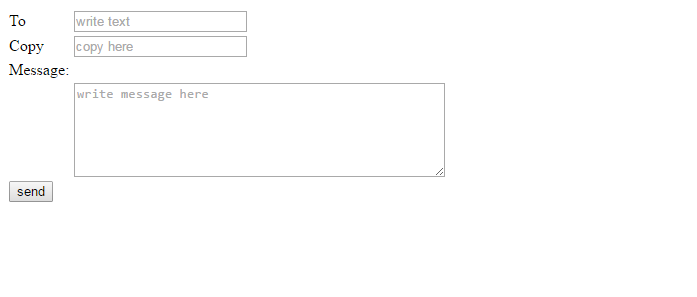 To write text
Copy copy here
Message:
write message here
send